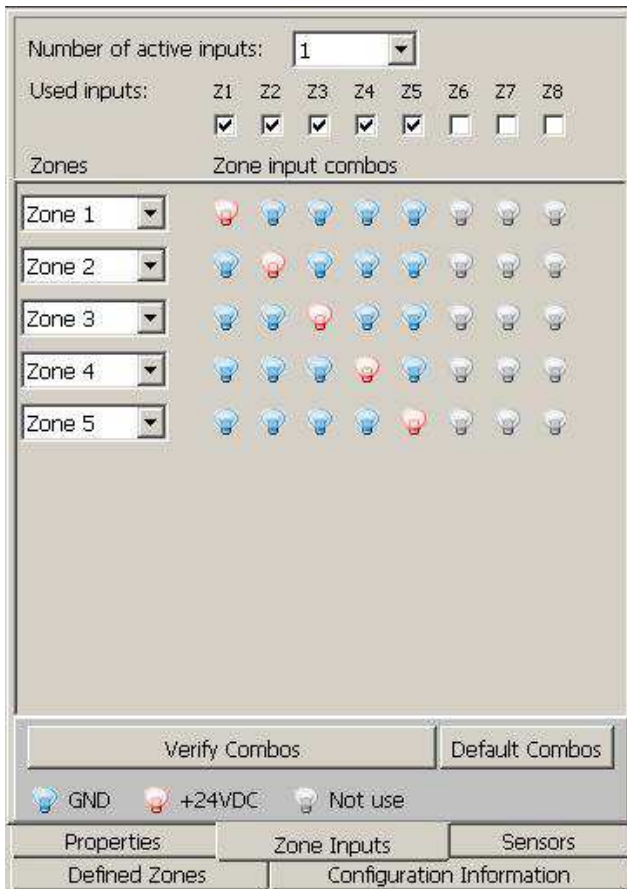 Number of active inputs: 1
Used inputs: Z1 Z2 Z3 Z4 Z5 Z6 Z7 Z8
Zones Zone input combos
Zone 1
Zone 2
Zone 3
Zone 4
Zone 5
Verify Combos Default Combos
GND +24VDC Not use
Properties Zone Inputs Sensors
Defined Zones Configuration Information